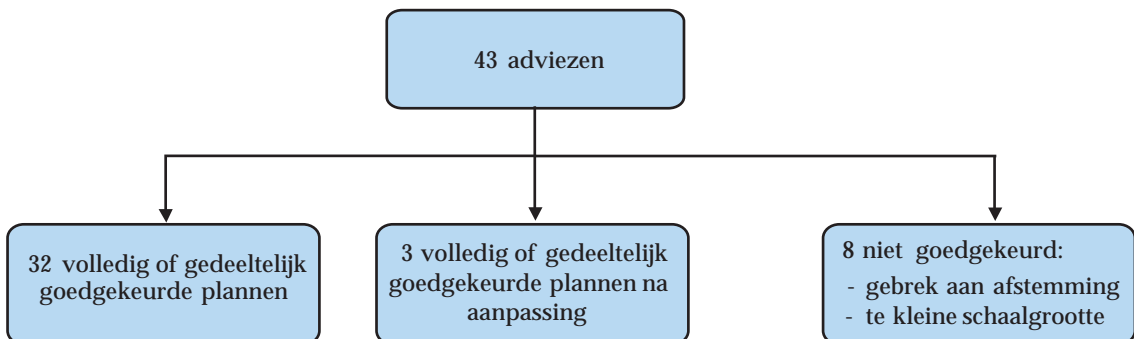 43 adviezen
32 volledig of gedeeltelijk
goedgekeurde plannen
3 volledig of gedeeltelijk
goedgekeurde plannen na
aanpassing
8 niet goedgekeurd:
- gebrek aan afstemming
- te kleine schaalgrootte